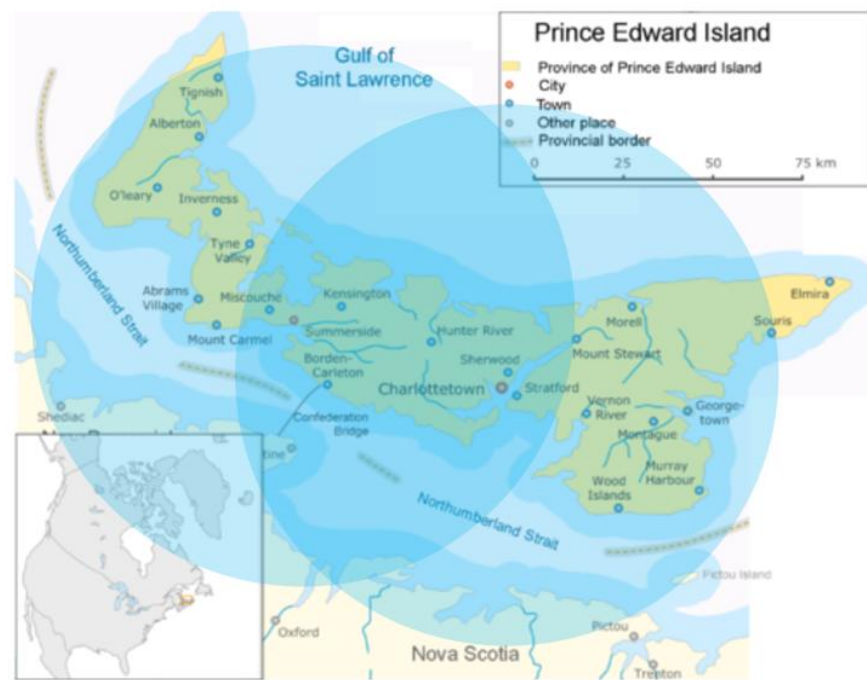 Prince Edward Island
Province of Prince Edward Island
City
Town
Other place
Provincial border
0 25 50 75 km
Gulf of
Saint Lawrence
Tignish
Alberton
O'leary
Inverness
Tyne
Valley
Northumberland Strait
Abrams
Village
Miscouche
Kensington
Mount Carmel
Summerside
Hunter River
Borden-
Carleton
Sherwood
Charlottetown
Stratford
Confederation
Bridge
Morell
Mount Stewart
Elmira
Souris
Vernon
River
George-
town
Montague
Wood
Islands
Murray
Harbour
Northumberland Strait
Shediac
tine
Pictou Island
Oxford
Nova Scotia
Pictou
Trenton